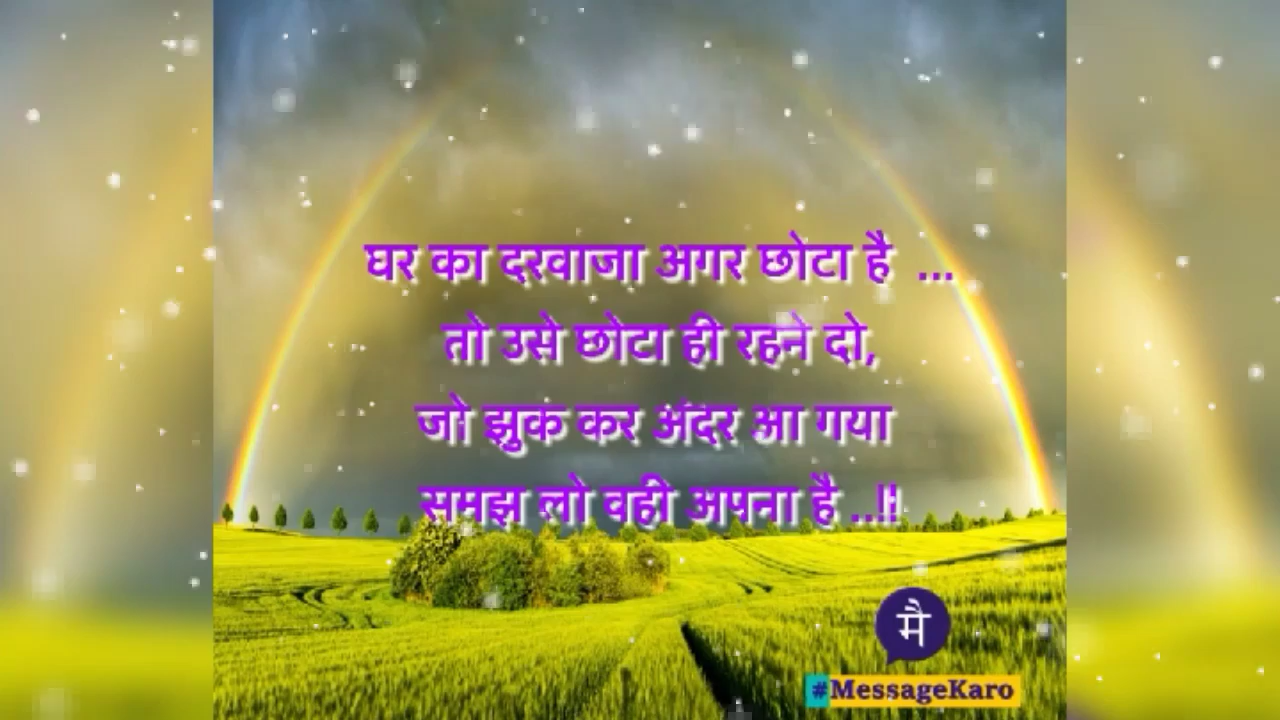 घर का दरवाजा अगर छोटा है ...
तो उसे छोटा ही रहने दो,
जो झुक कर अंदर आ गया
समझ लो वही अपना है ..!!
मै
#MessageKaro